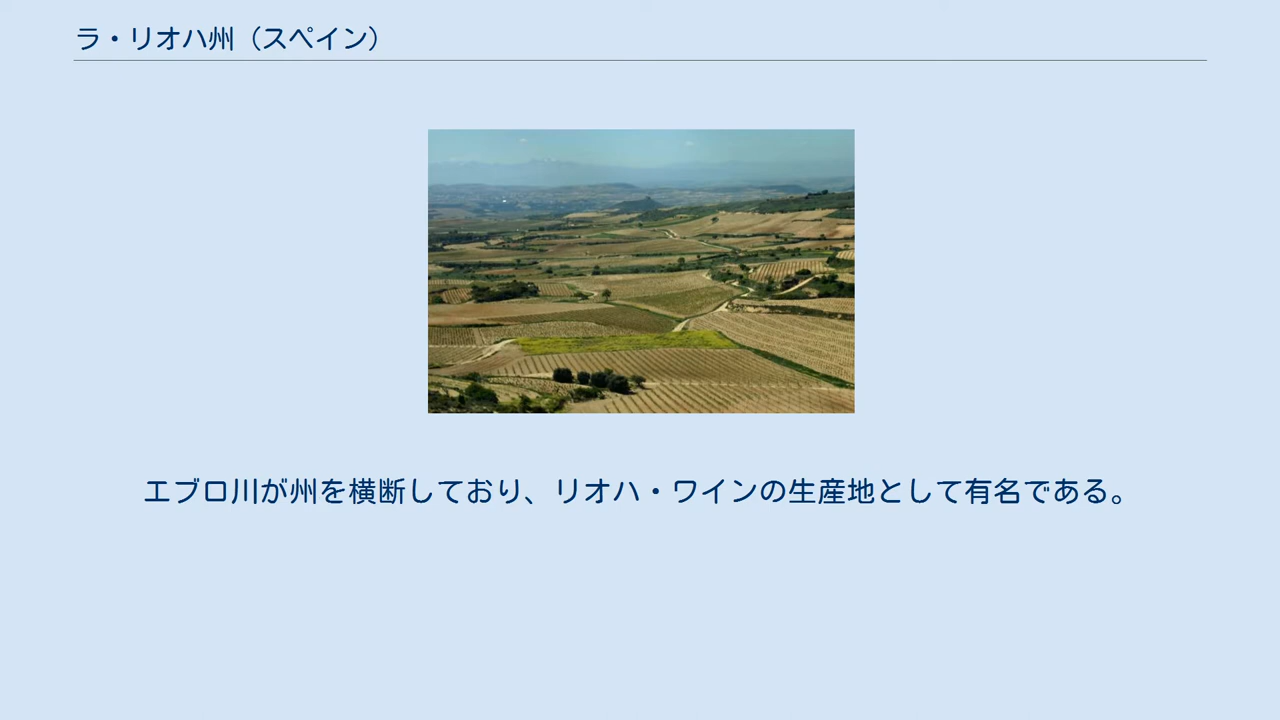 ラ・リオハ州（スペイン）
エブロ川が州を横断しており、リオハ・ワインの生産地として有名である。